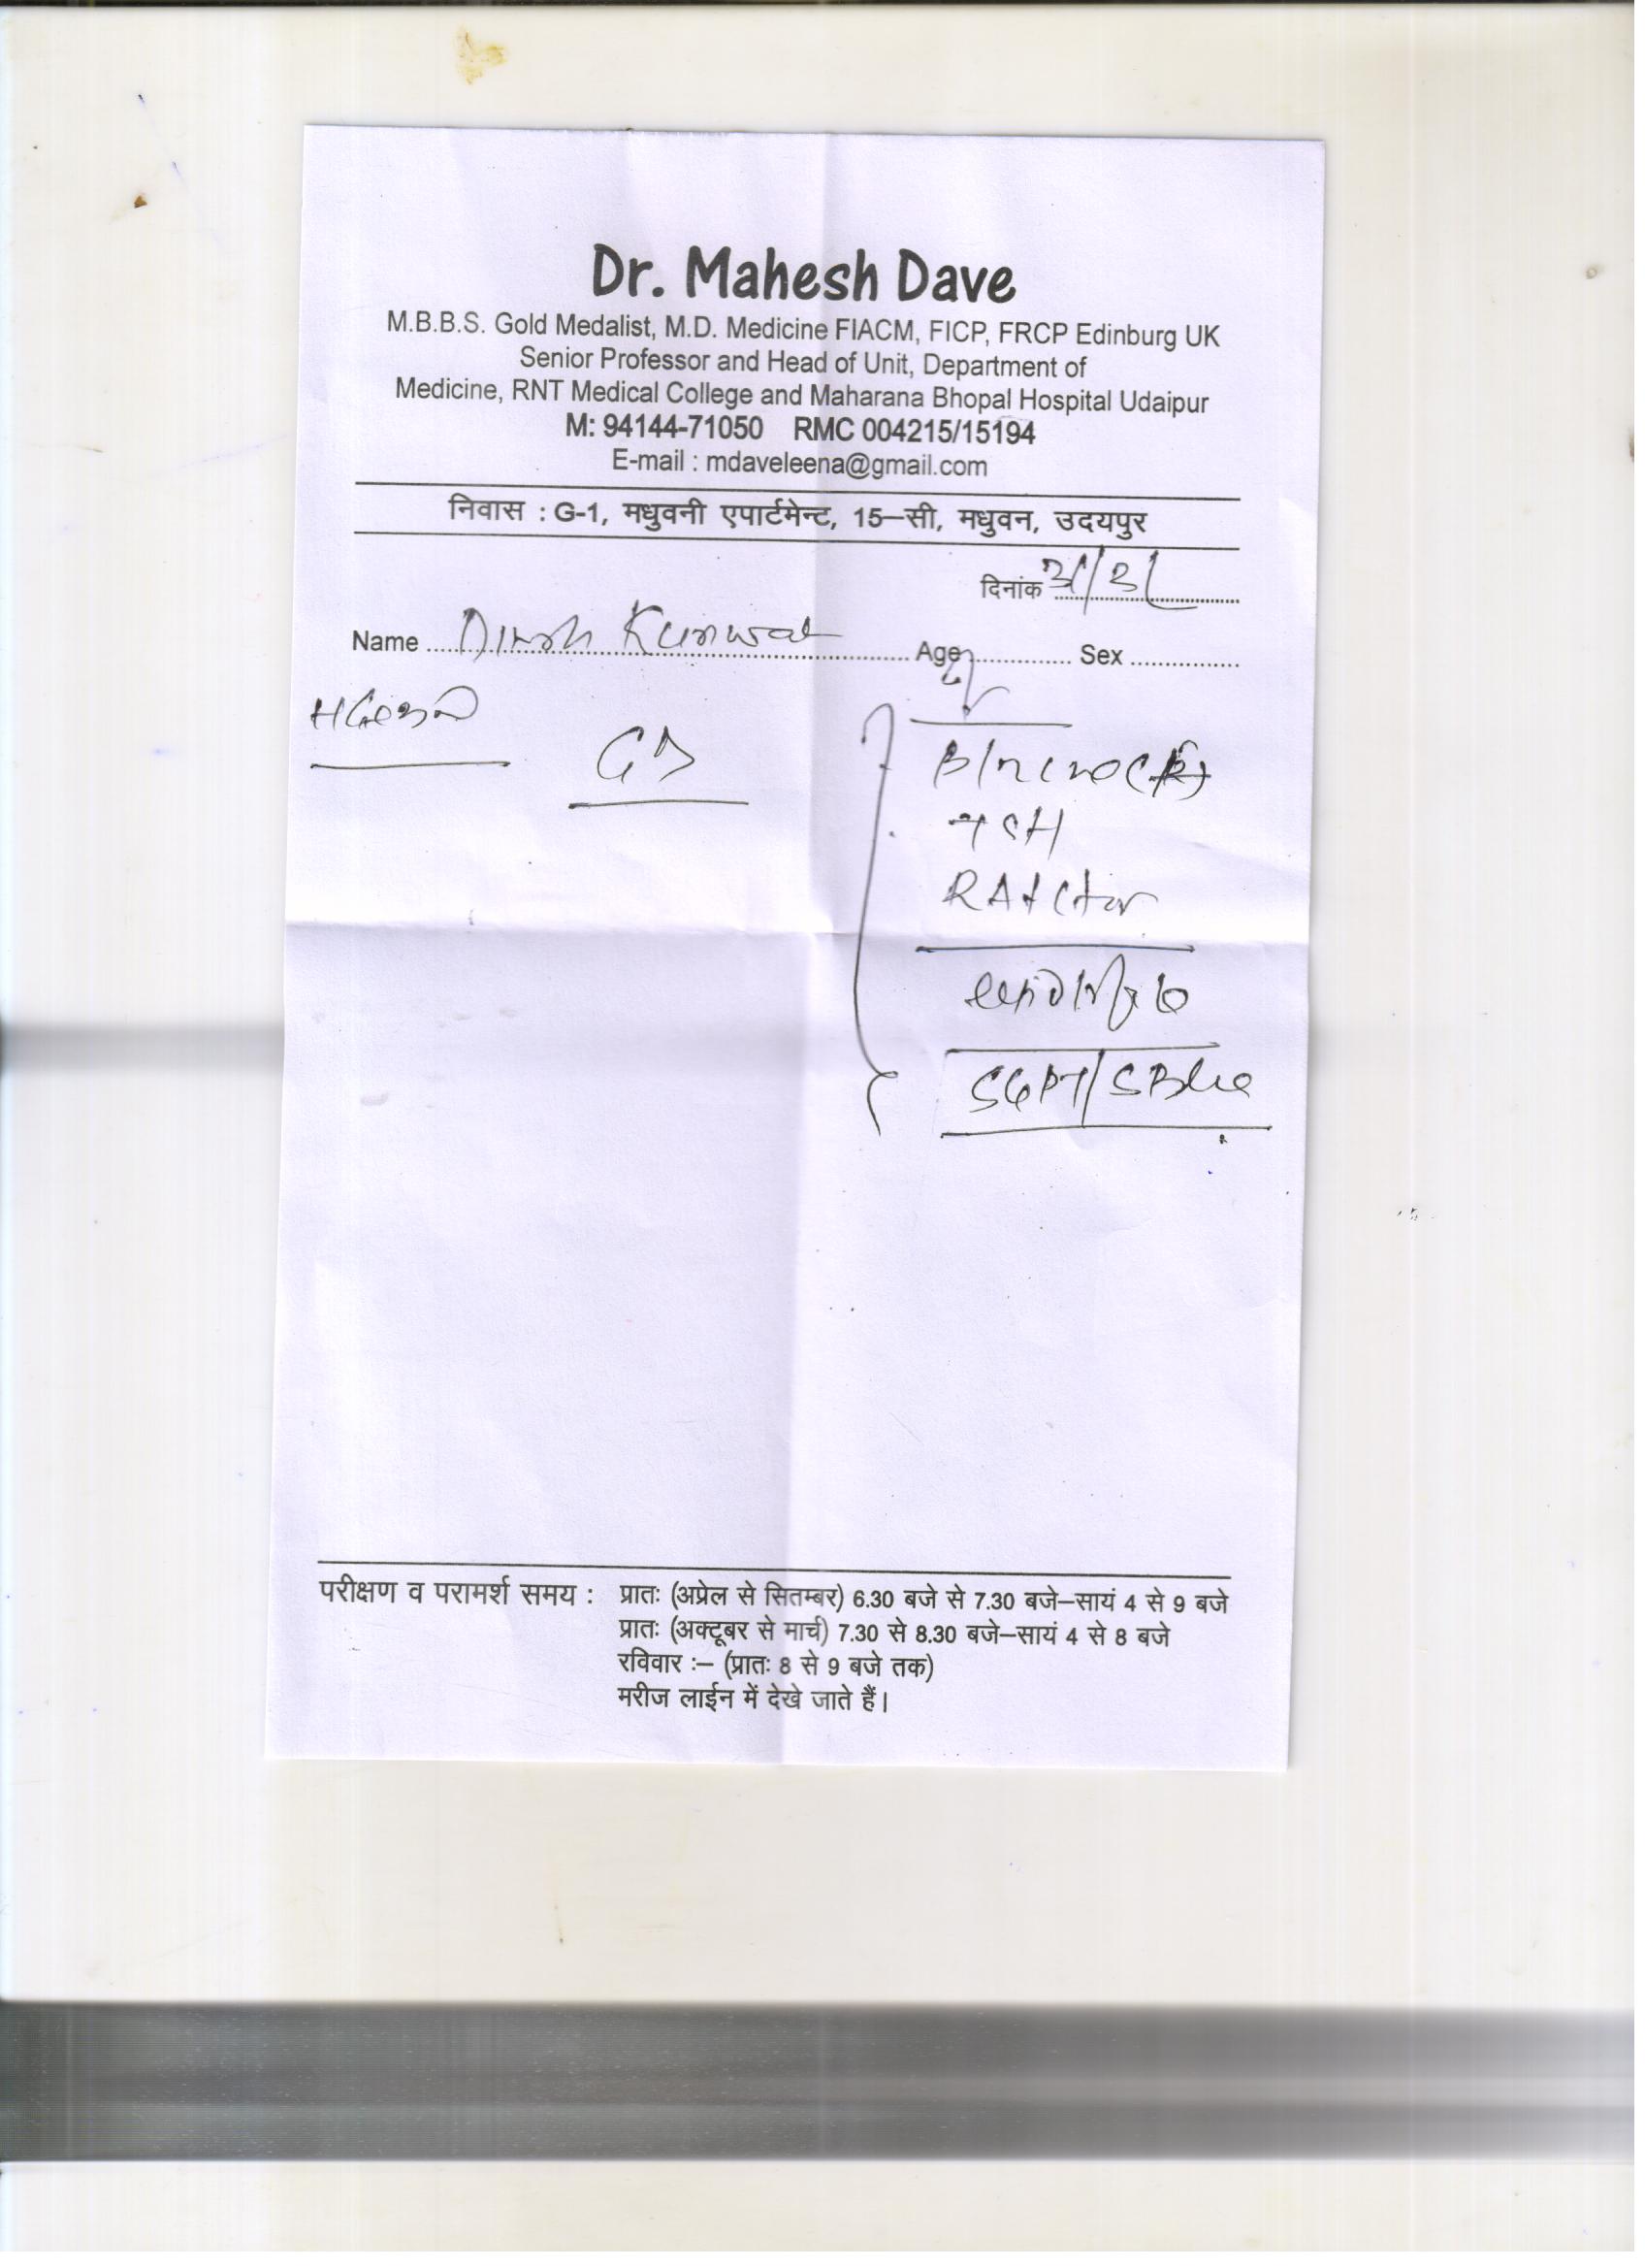 Dr. Mahesh Dave
M.B.B.S. Gold Medalist, M.D. Medicine FIACM, FICP, FRCP Edinburg UK
Senior Professor and Head of Unit, Department of
Medicine, RNT Medical College and Maharana Bhopal Hospital Udaipur
M: 94144-71050 RMC 004215/15194
E-mail : mdaveleena@gmail.com
निवास : G-1, मधुवनी एपार्टमेन्ट, 15–सी, मधुवन, उदयपुर
दिनांक
Name Kunwar Age Sex
TSH
RA
SGPT/
परीक्षण व परामर्श समय : प्रातः (अप्रेल से सितम्बर) 6.30 बजे से 7.30 बजे–सायं 4 से 9 बजे
प्रातः (अक्टूबर से मार्च) 7.30 से 8.30 बजे–सायं 4 से 8 बजे
रविवार :– (प्रातः 8 से 9 बजे तक)
मरीज लाईन में देखे जाते हैं।